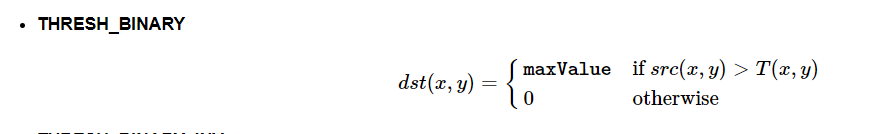 • THRESH_BINARY
dst(x, y) = { maxValue if src(x, y) > T(x, y)
0 otherwise